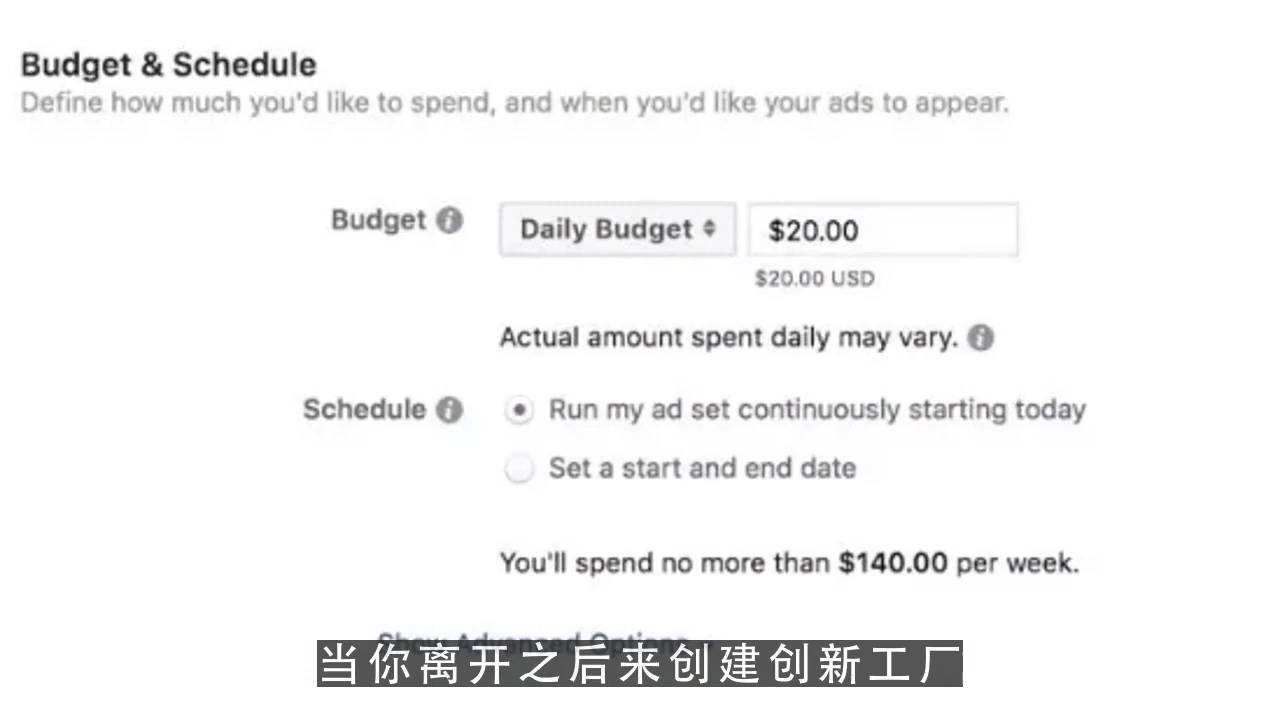 Budget & Schedule
Define how much you'd like to spend, and when you'd like your ads to appear.
Budget
Daily Budget
$20.00
$20.00 USD
Actual amount spent daily may vary.
Schedule
Run my ad set continuously starting today
Set a start and end date
You'll spend no more than $140.00 per week.
Show Advanced Options
当你离开之后来创建创新工厂